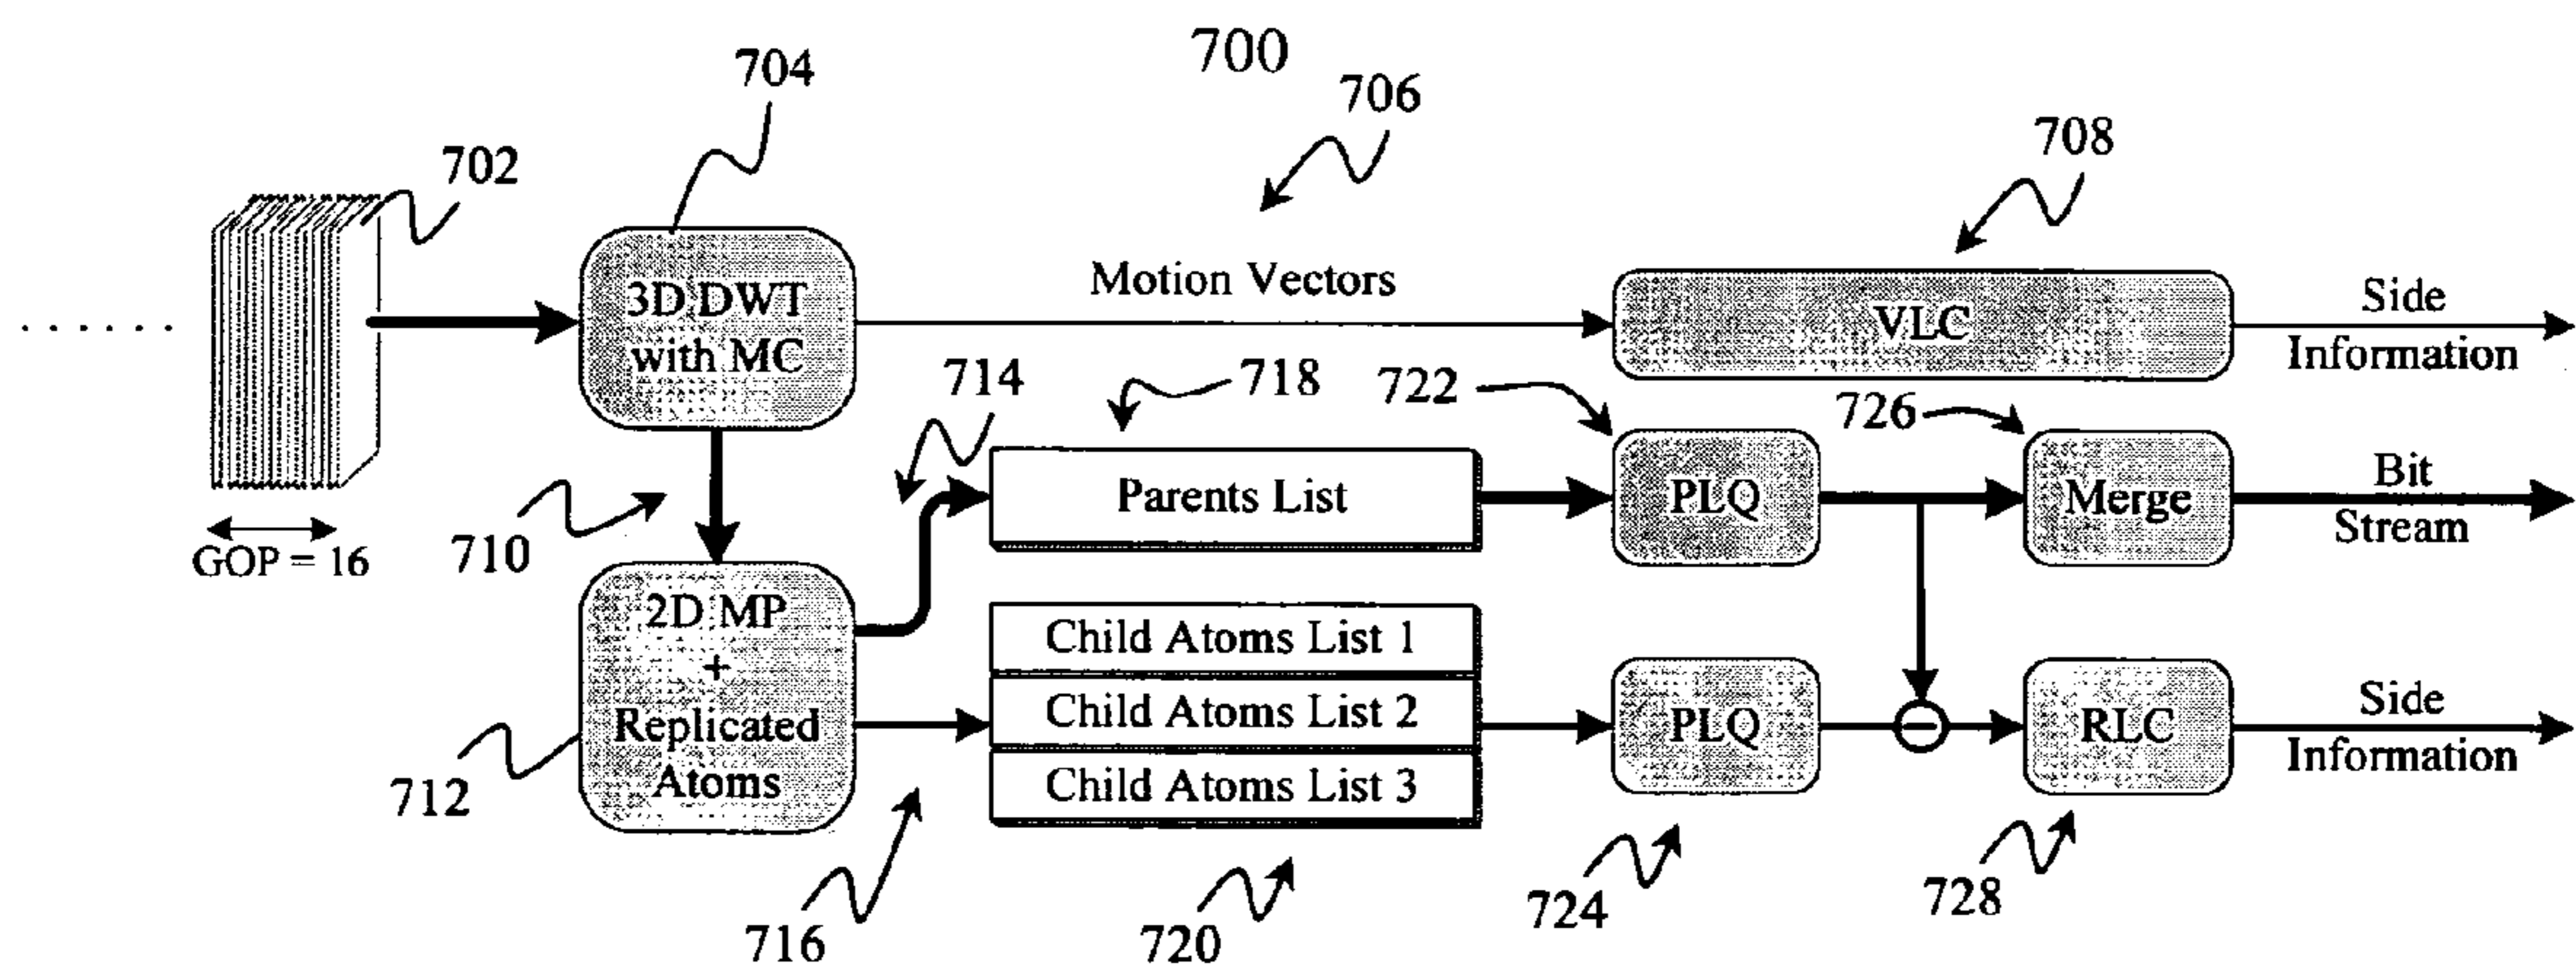 700
704
706
702
708
3D DWT
with MC
Motion Vectors
VLC
Side
Information
714
718
722
726
710
Parents List
PLQ
Merge
Bit
Stream
GOP = 16
2D MP
+
Replicated
Atoms
712
Child Atoms List 1
Child Atoms List 2
Child Atoms List 3
PLQ
RLC
Side
Information
716
720
724
728